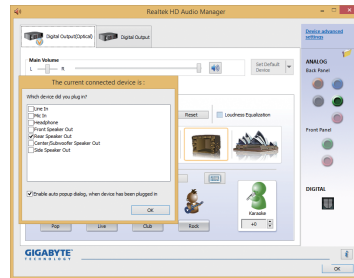 Realtek HD Audio Manager
Digital Output(Optical)
Digital Output
Device advanced
settings
Main Volume
L
R
Set Default
Device
ANALOG
Back Panel
The current connected device is :
Which device did you plug in?
Line In
Mic In
Headphone
Front Speaker Out
Rear Speaker Out
Center/Subwoofer Speaker Out
Side Speaker Out
Enable auto popup dialog, when device has been plugged in
OK
Reset
Loudness Equalization
Front Panel
DIGITAL
Karaoke
+0
Pop
Live
Club
Rock
GIGABYTE
TECHNOLOGY
i
OK